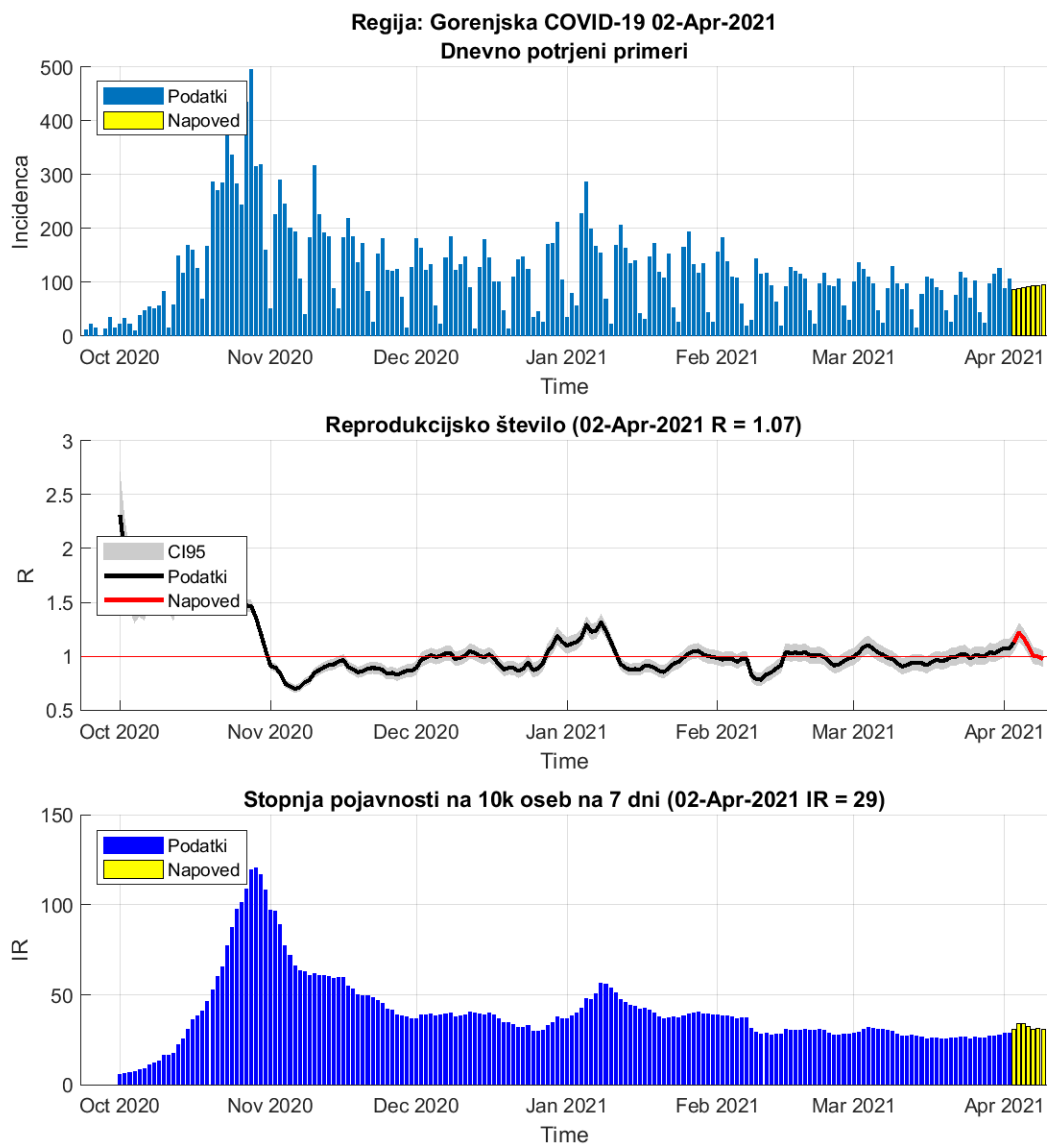 Regija: Gorenjska COVID-19 02-Apr-2021
Dnevno potrjeni primeri
500
400
300
200
100
0
Incidenca
Podatki
Napoved
Oct 2020 Nov 2020 Dec 2020 Jan 2021 Feb 2021 Mar 2021 Apr 2021
Time
Reprodukcijsko število (02-Apr-2021 R = 1.07)
3
2.5
2
1.5
1
0.5
R
CI95
Podatki
Napoved
Oct 2020 Nov 2020 Dec 2020 Jan 2021 Feb 2021 Mar 2021 Apr 2021
Time
Stopnja pojavnosti na 10k oseb na 7 dni (02-Apr-2021 IR = 29)
150
100
50
0
IR
Podatki
Napoved
Oct 2020 Nov 2020 Dec 2020 Jan 2021 Feb 2021 Mar 2021 Apr 2021
Time